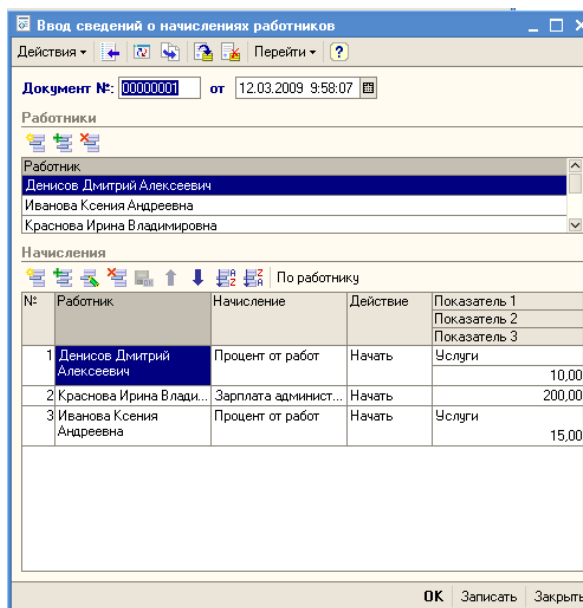 Ввод сведений о начислениях работников
Действия Перейти ?
Документ №: 00000001 от 12.03.2009 9:58:07
Работники
Работник
Денисов Дмитрий Алексеевич
Иванова Ксения Андреевна
Краснова Ирина Владимировна
Начисления
По работнику
№ Работник Начисление Действие Показатель 1
Показатель 2
Показатель 3
1 Денисов Дмитрий Процент от работ Начать Услуги
Алексеевич 10,00
2 Краснова Ирина Влади... Зарплата админист... Начать 200,00
3 Иванова Ксения Процент от работ Начать Услуги
Андреевна 15,00
OK Записать Закрыть